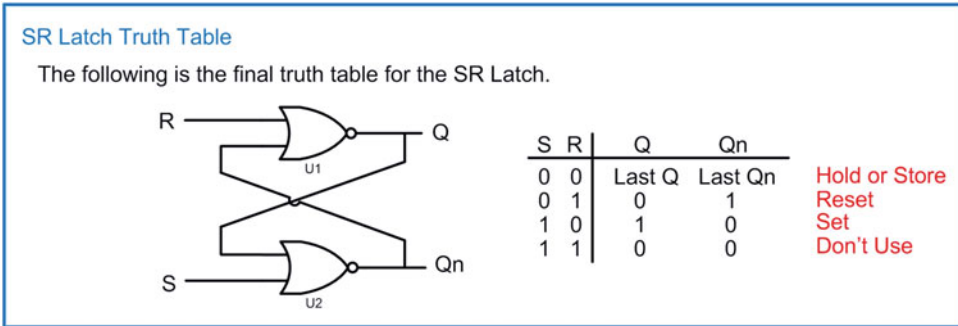 SR Latch Truth Table
The following is the final truth table for the SR Latch.
R
Q
U1
S R Q Qn
0 0 Last Q Last Qn Hold or Store
0 1 0 1 Reset
1 0 1 0 Set
1 1 0 0 Don't Use
Qn
S
U2